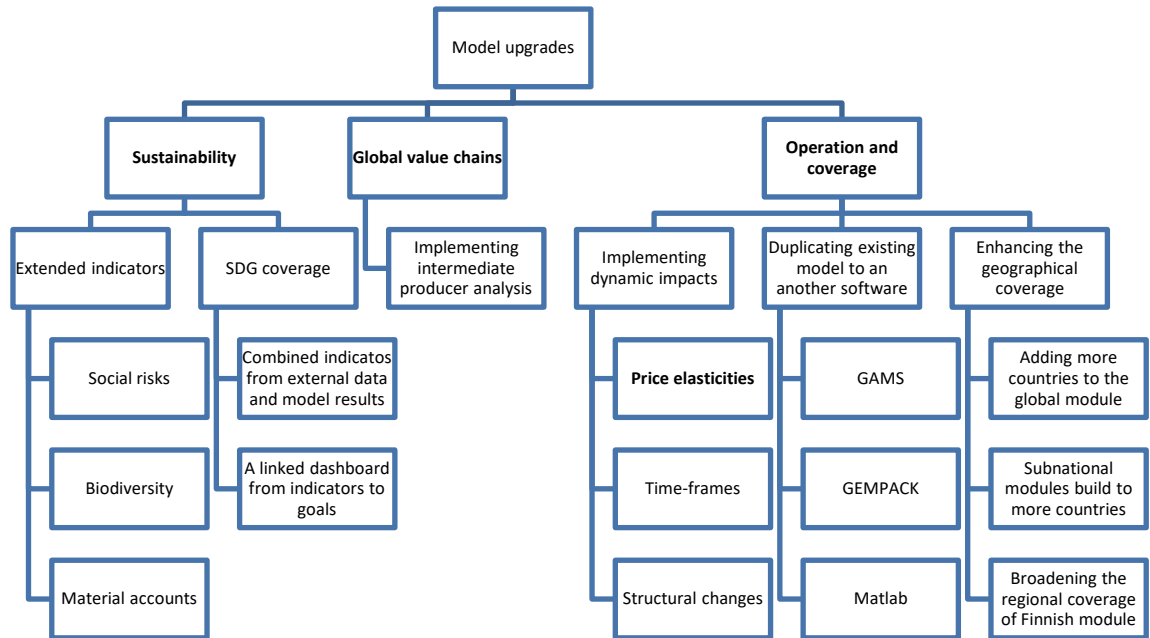 Model upgrades
Sustainability
Global value chains
Operation and
coverage
Extended indicators
SDG coverage
Implementing
intermediate
producer analysis
Implementing
dynamic impacts
Duplicating existing
model to an
another software
Enhancing the
geographical
coverage
Social risks
Combined indicatos
from external data
and model results
Price elasticities
GAMS
Adding more
countries to the
global module
Biodiversity
A linked dashboard
from indicators to
goals
Time-frames
GEMPACK
Subnational
modules build to
more countries
Material accounts
Structural changes
Matlab
Broadening the
regional coverage
of Finnish module